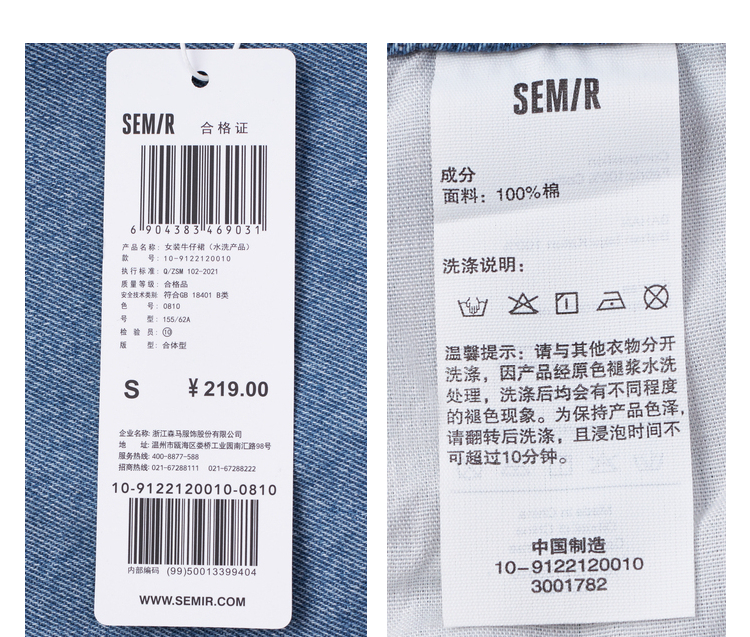 SEMIR 合格证
6 904383 469031
产品名称: 女装牛仔裙（水洗产品）
款 号: 10-9122120010
执行标准: Q/ZSM 102-2021
质量等级: 合格品
安全技术类别: 符合GB 18401 B类
色 号: 0810
号 型: 155/62A
检 验 员: ⑩
版 型: 合体型
S ¥ 219.00
企业名称: 浙江森马服饰股份有限公司
地 址: 温州市瓯海区娄桥工业园南汇路98号
服务热线: 400-8877-588
招商热线: 021-67288111 021-67288222
10-9122120010-0810
内部编码 (99)50013399404
WWW.SEMIR.COM
SEMIR
成分
面料: 100%棉
洗涤说明:
温馨提示: 请与其他衣物分开
洗涤，因产品经原色褪浆水洗
处理，洗涤后均会有不同程度
的褪色现象。为保持产品色泽,
请翻转后洗涤，且浸泡时间不
可超过10分钟。
中国制造
10-9122120010
3001782